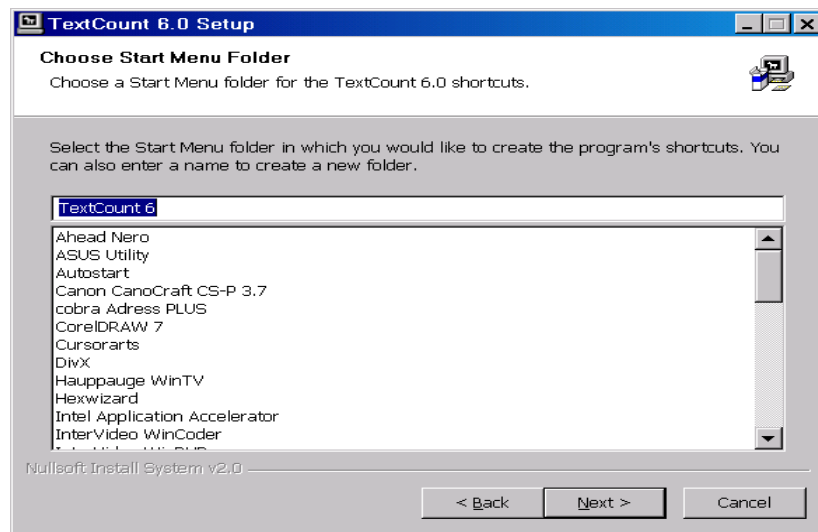 TextCount 6.0 Setup
Choose Start Menu Folder
Choose a Start Menu folder for the TextCount 6.0 shortcuts.
Select the Start Menu folder in which you would like to create the program's shortcuts. You
can also enter a name to create a new folder.
TextCount 6
Ahead Nero
ASUS Utility
Autostart
Canon CanoCraft CS-P 3.7
cobra Adress PLUS
CorelDRAW 7
Cursorarts
DivX
Hauppauge WinTV
Hexwizard
Intel Application Accelerator
InterVideo WinCoder
Nullsoft Install System v2.0
< Back Next > Cancel